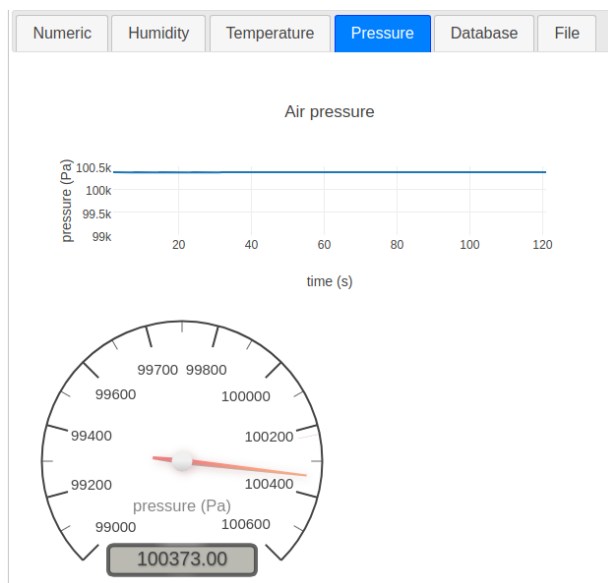 Numeric Humidity Temperature Pressure Database File
Air pressure
pressure (Pa)
100.5k
100k
99.5k
99k
20 40 60 80 100 120
time (s)
99700 99800
99600 100000
99400 100200
99200 100400
pressure (Pa)
99000 100600
100373.00